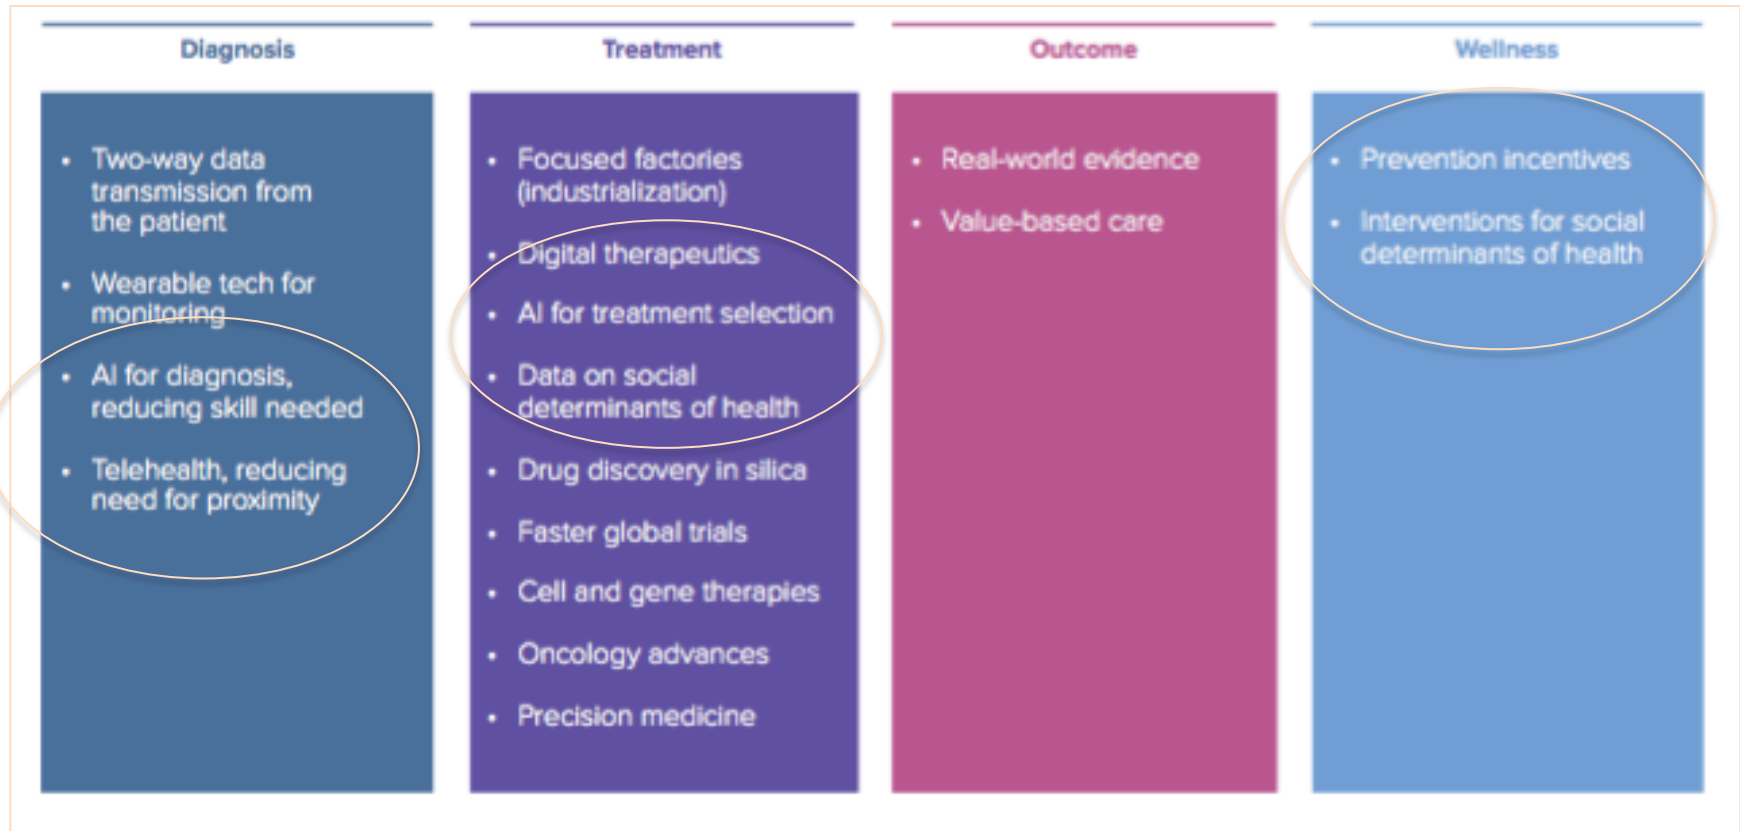 Diagnosis
• Two-way data
transmission from
the patient
• Wearable tech for
monitoring
• AI for diagnosis,
reducing skill needed
• Telehealth, reducing
need for proximity
Treatment
• Focused factories
(industrialization)
• Digital therapeutics
• AI for treatment selection
• Data on social
determinants of health
• Drug discovery in silica
• Faster global trials
• Cell and gene therapies
• Oncology advances
• Precision medicine
Outcome
• Real-world evidence
• Value-based care
Wellness
• Prevention incentives
• Interventions for social
determinants of health